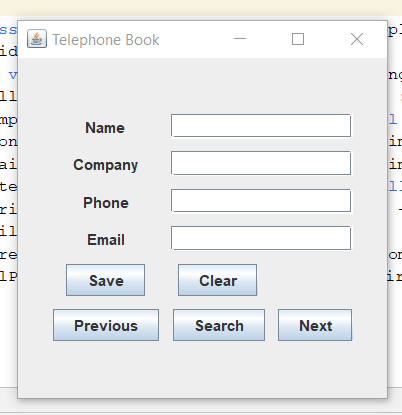 Telephone Book
Name
Company
Phone
Email
Save Clear
Previous Search Next